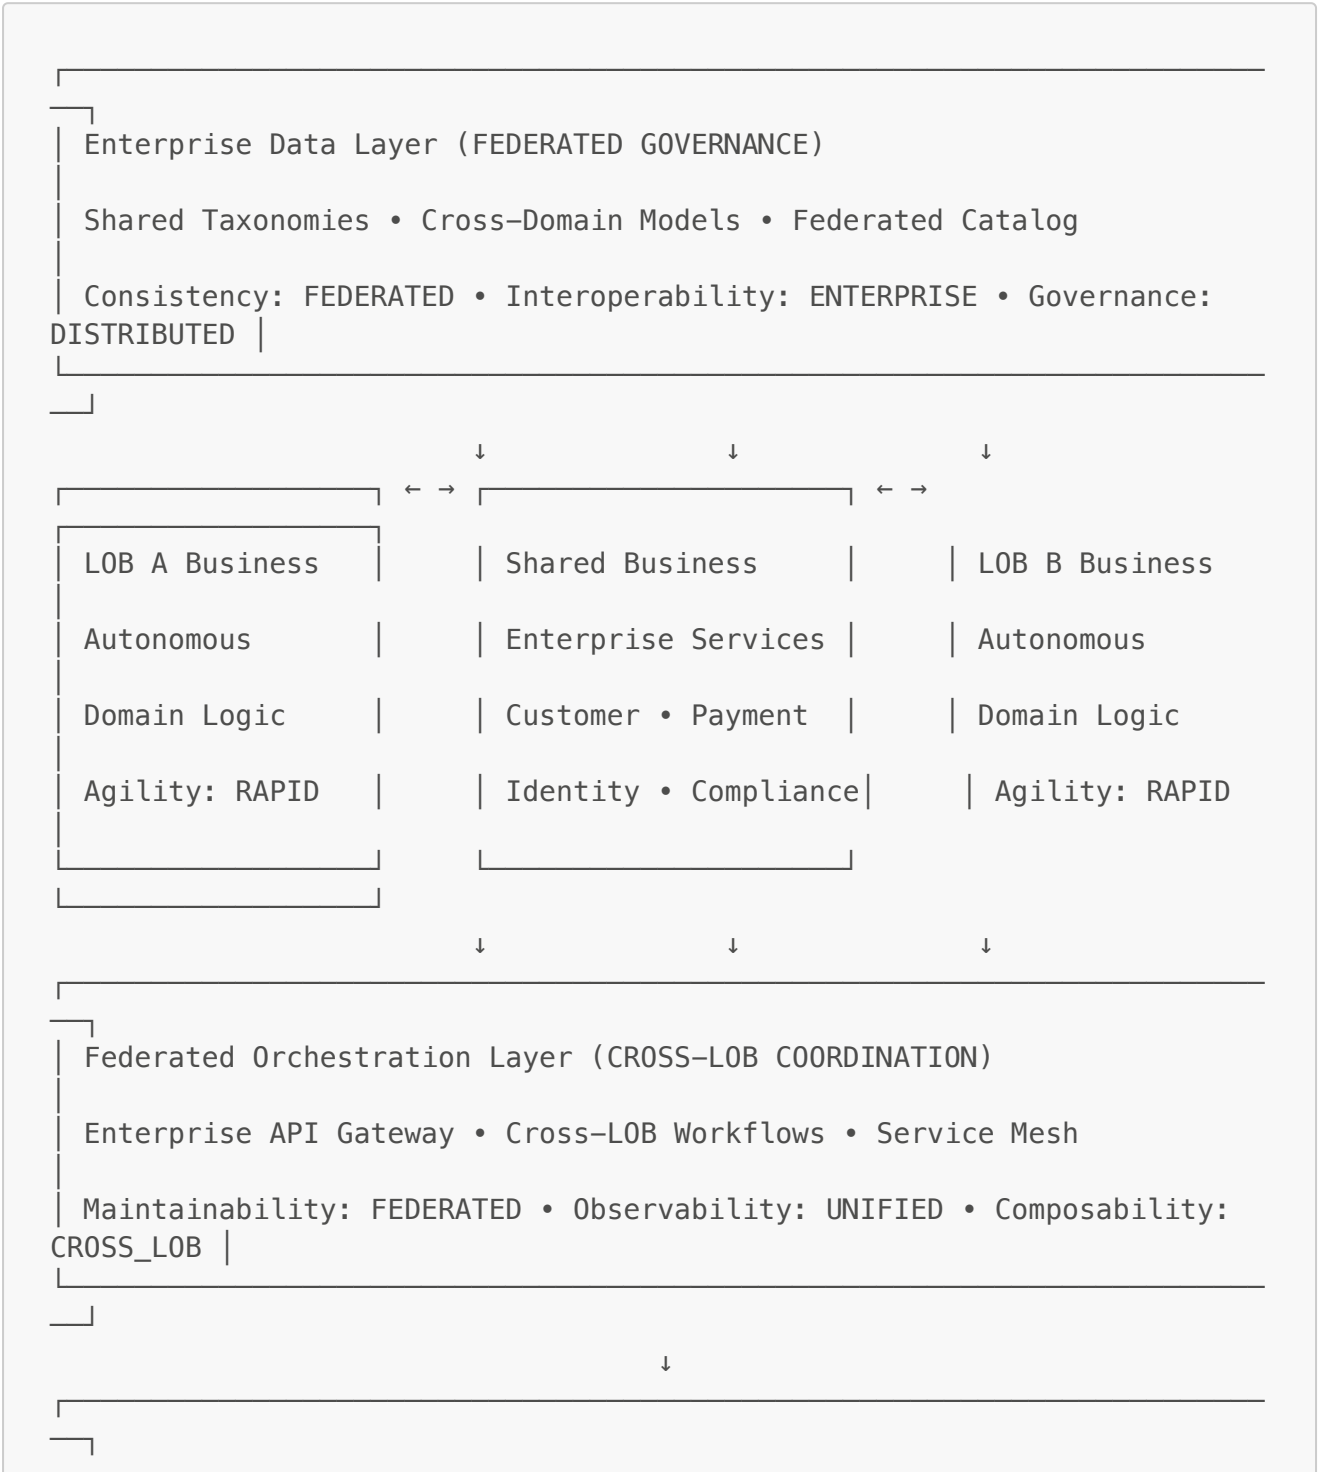 ┌───────────────────────────────────────────────────────────────────────
──┐
│ Enterprise Data Layer (FEDERATED GOVERNANCE)
│
│ Shared Taxonomies • Cross-Domain Models • Federated Catalog
│
│ Consistency: FEDERATED • Interoperability: ENTERPRISE • Governance:
DISTRIBUTED │
└───────────────────────────────────────────────────────────────────────
──┘
                         ↓              ↓              ↓
┌──────────────────┐ ← → ┌─────────────────────┐ ← →
┌──────────────────┐
│ LOB A Business   │     │ Shared Business     │     │ LOB B Business
│
│ Autonomous       │     │ Enterprise Services │     │ Autonomous
│
│ Domain Logic     │     │ Customer • Payment  │     │ Domain Logic
│
│ Agility: RAPID   │     │ Identity • Compliance│     │ Agility: RAPID
│
└──────────────────┘     └─────────────────────┘
└──────────────────┘
                         ↓              ↓              ↓
┌───────────────────────────────────────────────────────────────────────
──┐
│ Federated Orchestration Layer (CROSS-LOB COORDINATION)
│
│ Enterprise API Gateway • Cross-LOB Workflows • Service Mesh
│
│ Maintainability: FEDERATED • Observability: UNIFIED • Composability:
CROSS_LOB │
└───────────────────────────────────────────────────────────────────────
──┘
                                    ↓
┌───────────────────────────────────────────────────────────────────────
──┐